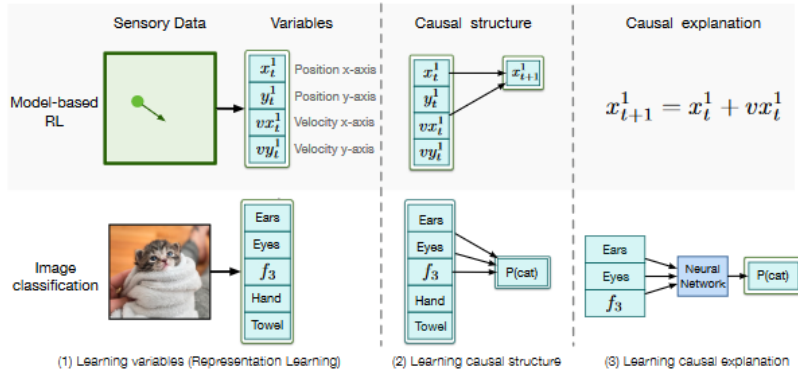 Sensory Data Variables Causal structure Causal explanation
Model-based RL
x_t^1 Position x-axis
y_t^1 Position y-axis
vx_t^1 Velocity x-axis
vy_t^1 Velocity y-axis
x_t^1
y_t^1
vx_t^1
vy_t^1
x_{t+1}^1
x_{t+1}^1 = x_t^1 + vx_t^1
Image classification
Ears
Eyes
f_3
Hand
Towel
Ears
Eyes
f_3
Hand
Towel
P(cat)
Ears
Eyes
f_3
Neural
Network
P(cat)
(1) Learning variables (Representation Learning) (2) Learning causal structure (3) Learning causal explanation